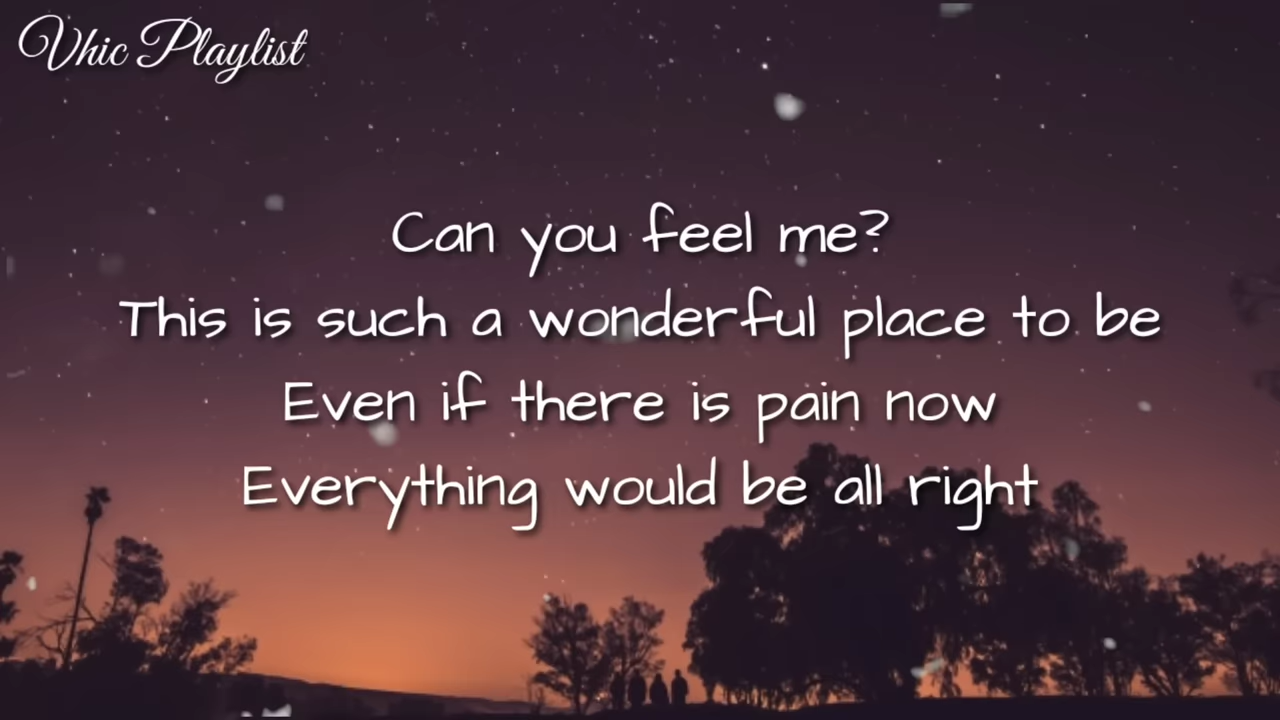 Vhic Playlist
Can you feel me?
This is such a wonderful place to be
Even if there is pain now
Everything would be all right